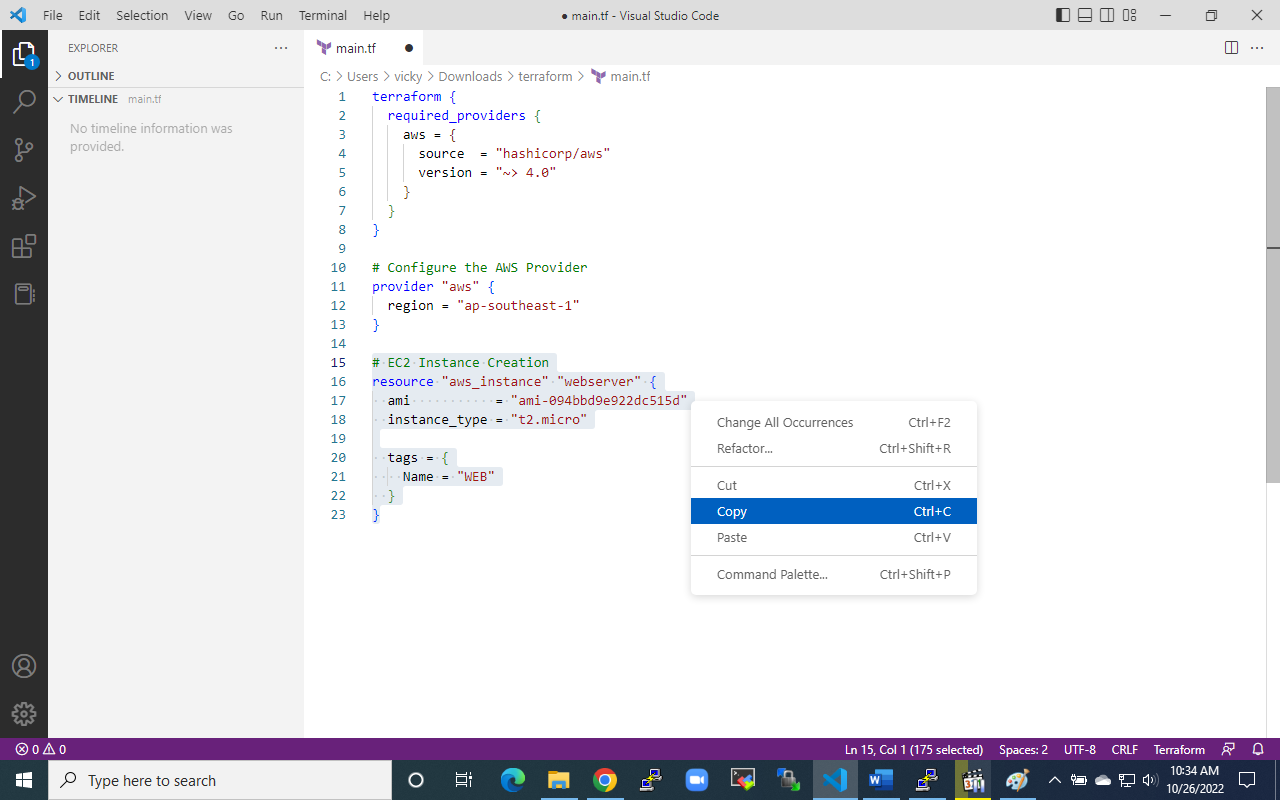 File Edit Selection View Go Run Terminal Help ● main.tf - Visual Studio Code
EXPLORER ···
OUTLINE
TIMELINE main.tf
No timeline information was
provided.
1
main.tf ●
C: > Users > vicky > Downloads > terraform > main.tf
1 terraform {
2   required_providers {
3     aws = {
4       source  = "hashicorp/aws"
5       version = "~> 4.0"
6     }
7   }
8 }
9
10 # Configure the AWS Provider
11 provider "aws" {
12   region = "ap-southeast-1"
13 }
14
15 # EC2 Instance Creation
16 resource "aws_instance" "webserver" {
17   ami           = "ami-094bbd9e922dc515d"
18   instance_type = "t2.micro"
19
20   tags = {
21     Name = "WEB"
22   }
23 }
Change All Occurrences Ctrl+F2
Refactor... Ctrl+Shift+R
Cut Ctrl+X
Copy Ctrl+C
Paste Ctrl+V
Command Palette... Ctrl+Shift+P
0 0 Ln 15, Col 1 (175 selected) Spaces: 2 UTF-8 CRLF Terraform
Type here to search
10:34 AM
10/26/2022